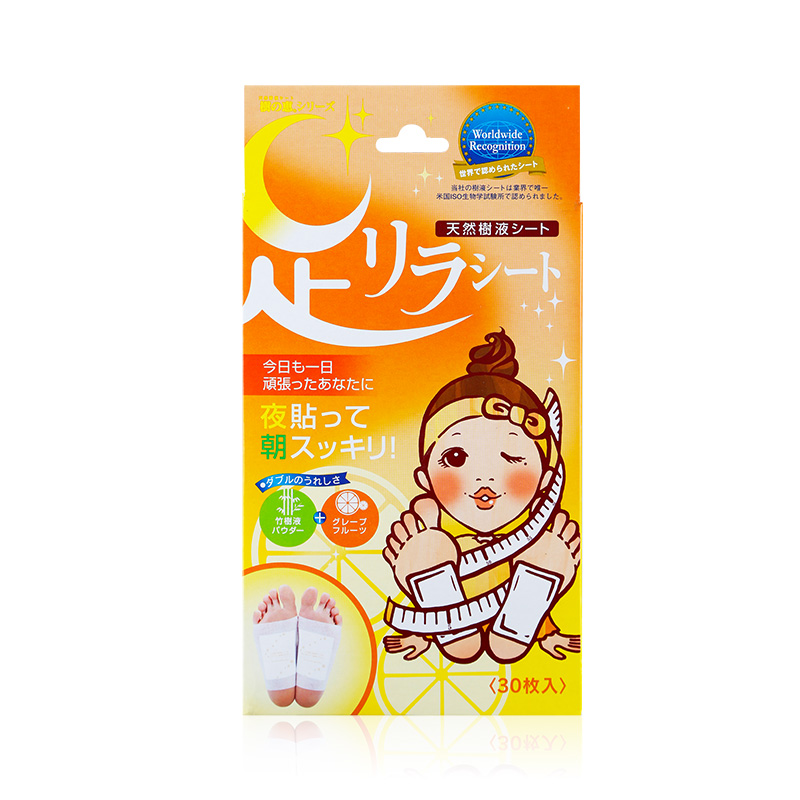 樹の恵シリーズ
Worldwide
Recognition
世界で認められたシート
当社の樹液シートは業界で唯一
米国ISO生物学試験所で認められました。
天然樹液シート
足リラシート
今日も一日
頑張ったあなたに
夜貼って
朝スッキリ!
●ダブルのうれしさ
竹樹液
パウダー
+
グレープ
フルーツ
〈30枚入〉